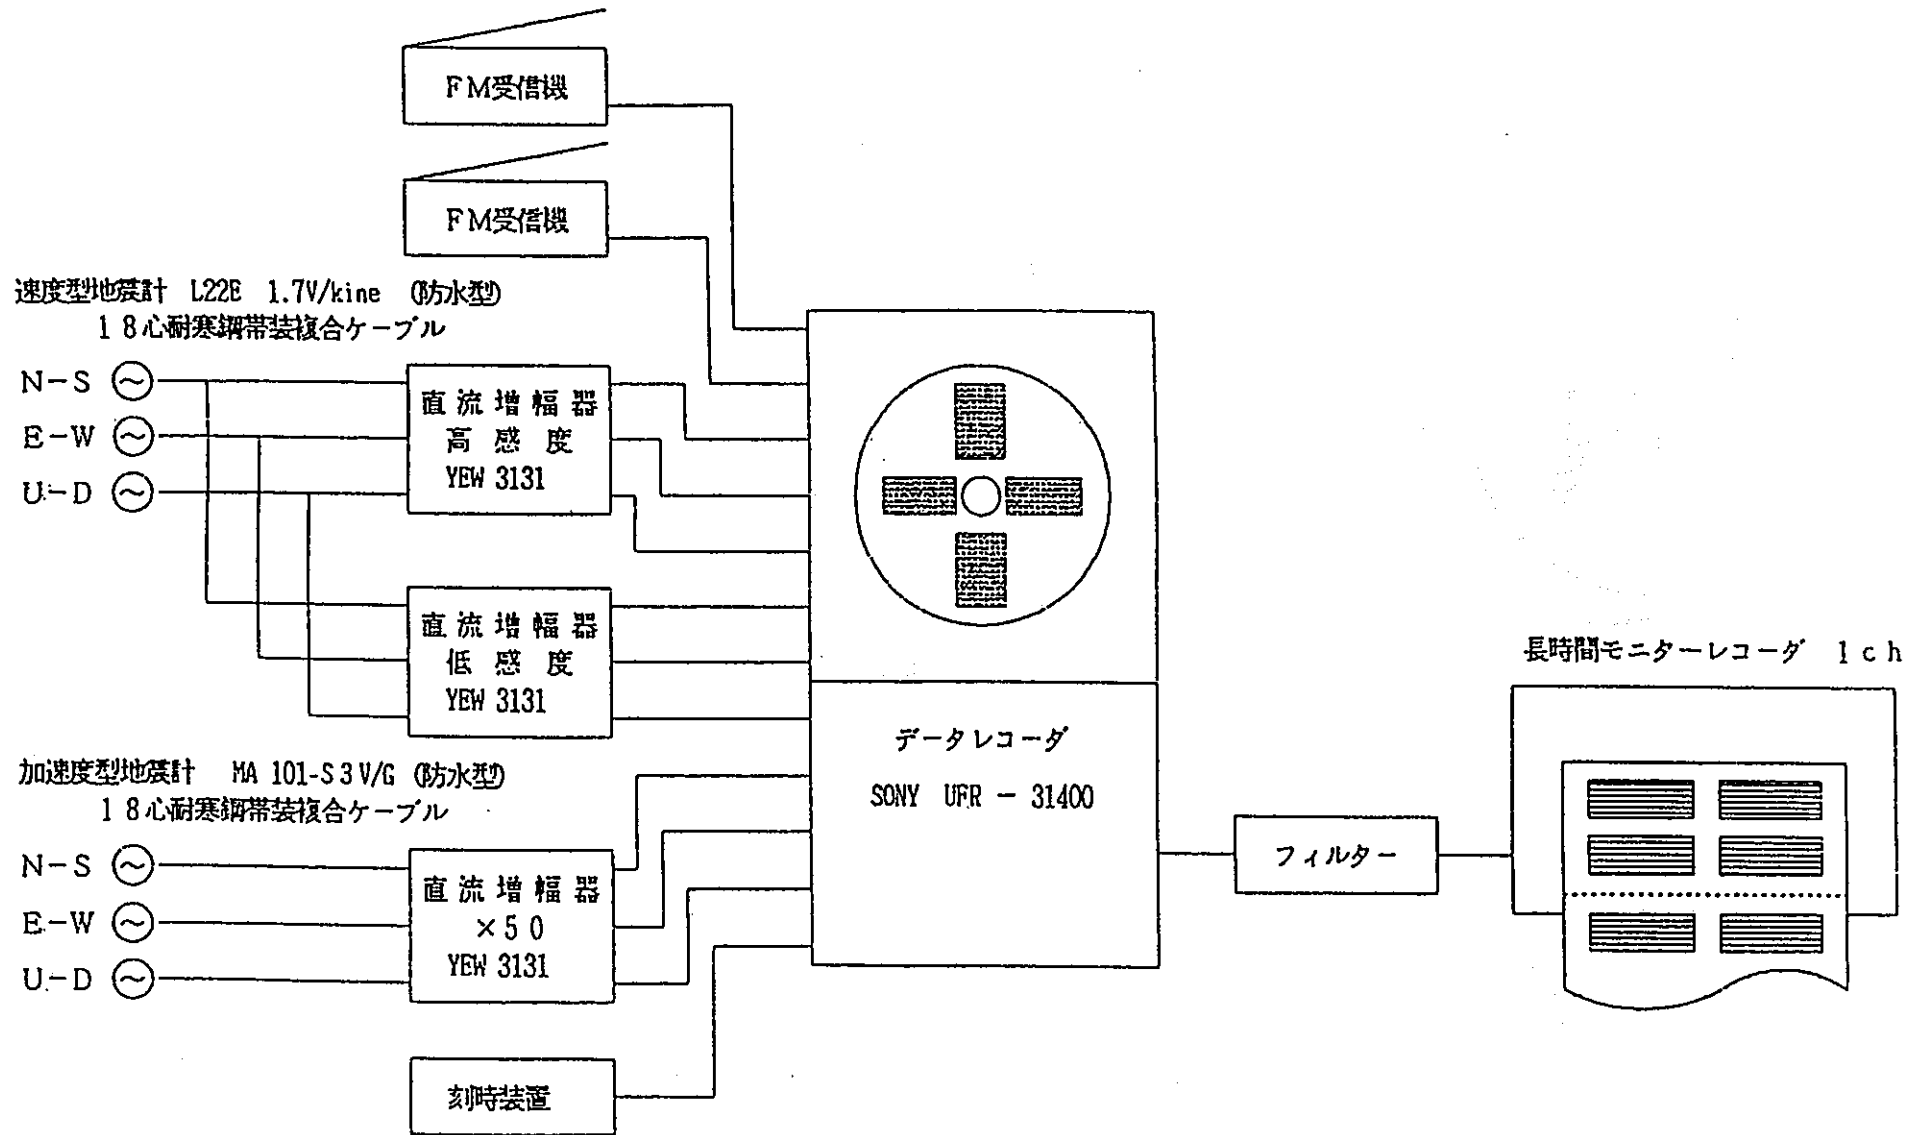 FM受信機
FM受信機
速度型地震計 L22E 1.7V/kine (防水型)
18心耐寒鋼帯装複合ケーブル
N-S
E-W
U-D
直流増幅器
高感度
YEW 3131
直流増幅器
低感度
YEW 3131
加速度型地震計 MA 101-S 3 V/G (防水型)
18心耐寒鋼帯装複合ケーブル
N-S
E-W
U-D
直流増幅器
×50
YEW 3131
刻時装置
データレコーダ
SONY UFR - 31400
フィルター
長時間モニターレコーダ 1ch